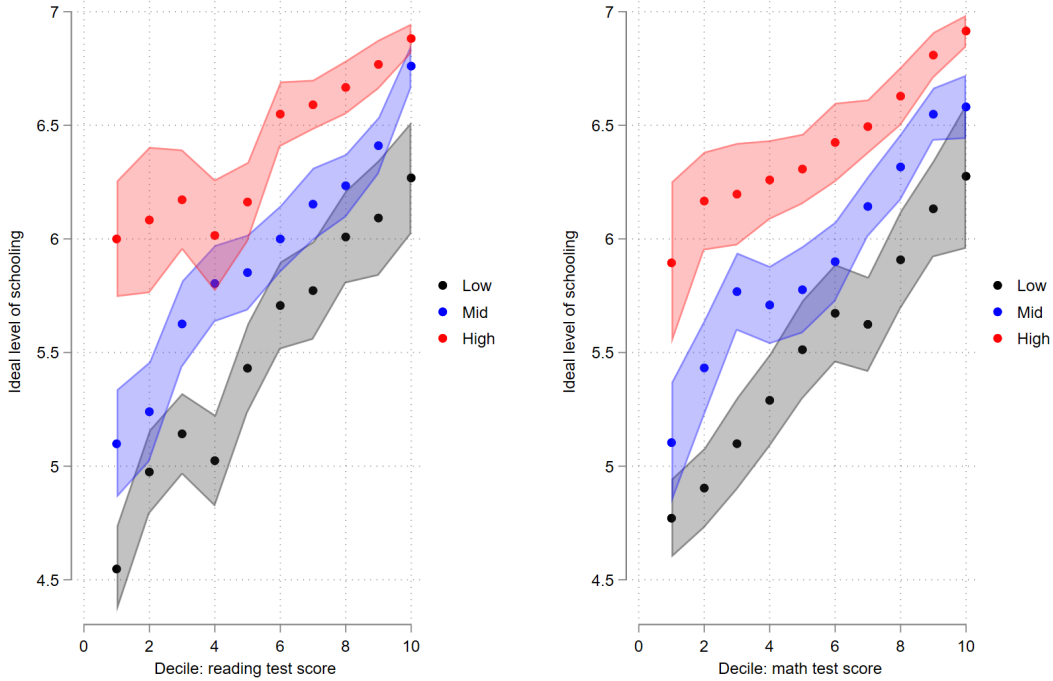 7
6.5
6
5.5
5
4.5
Ideal level of schooling
0 2 4 6 8 10
Decile: reading test score
Low
Mid
High
7
6.5
6
5.5
5
4.5
Ideal level of schooling
0 2 4 6 8 10
Decile: math test score
Low
Mid
High